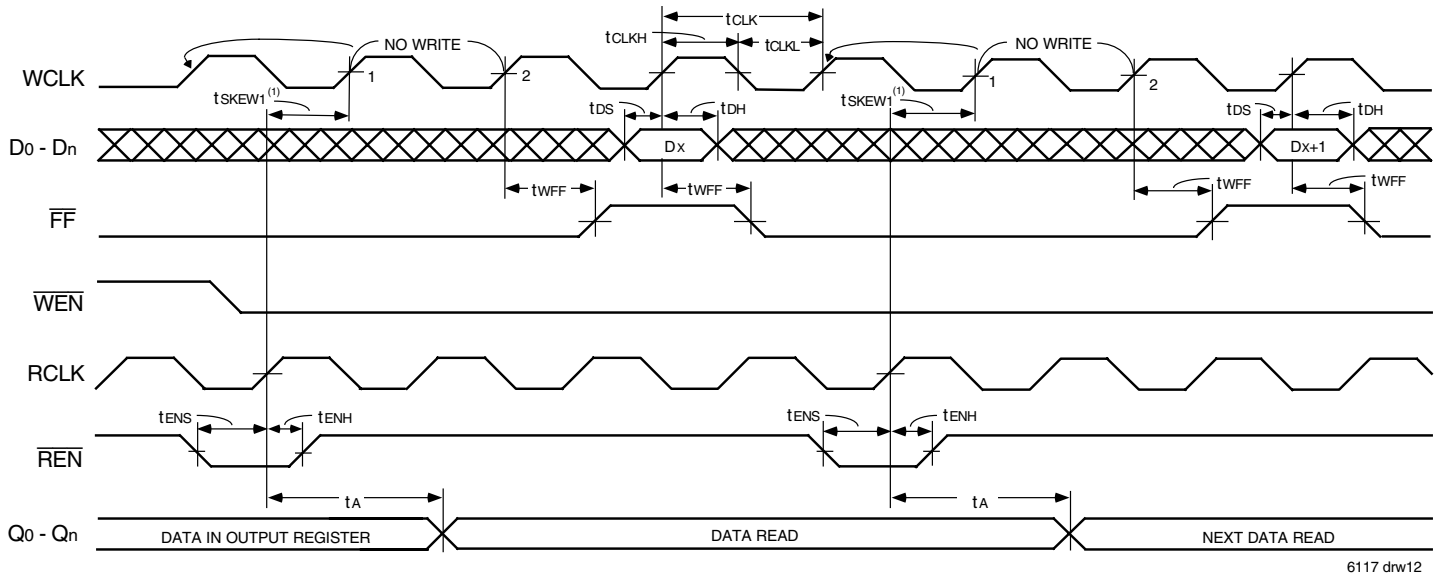 tCLK
tCLKH
tCLKL
NO WRITE
NO WRITE
WCLK
1
2
1
2
tSKEW1(1)
tDS
tDH
tSKEW1(1)
tDS
tDH
D0 - Dn
DX
DX+1
tWFF
tWFF
tWFF
tWFF
FF
WEN
RCLK
tENS
tENH
tENS
tENH
REN
tA
tA
Q0 - Qn
DATA IN OUTPUT REGISTER
DATA READ
NEXT DATA READ
6117 drw12